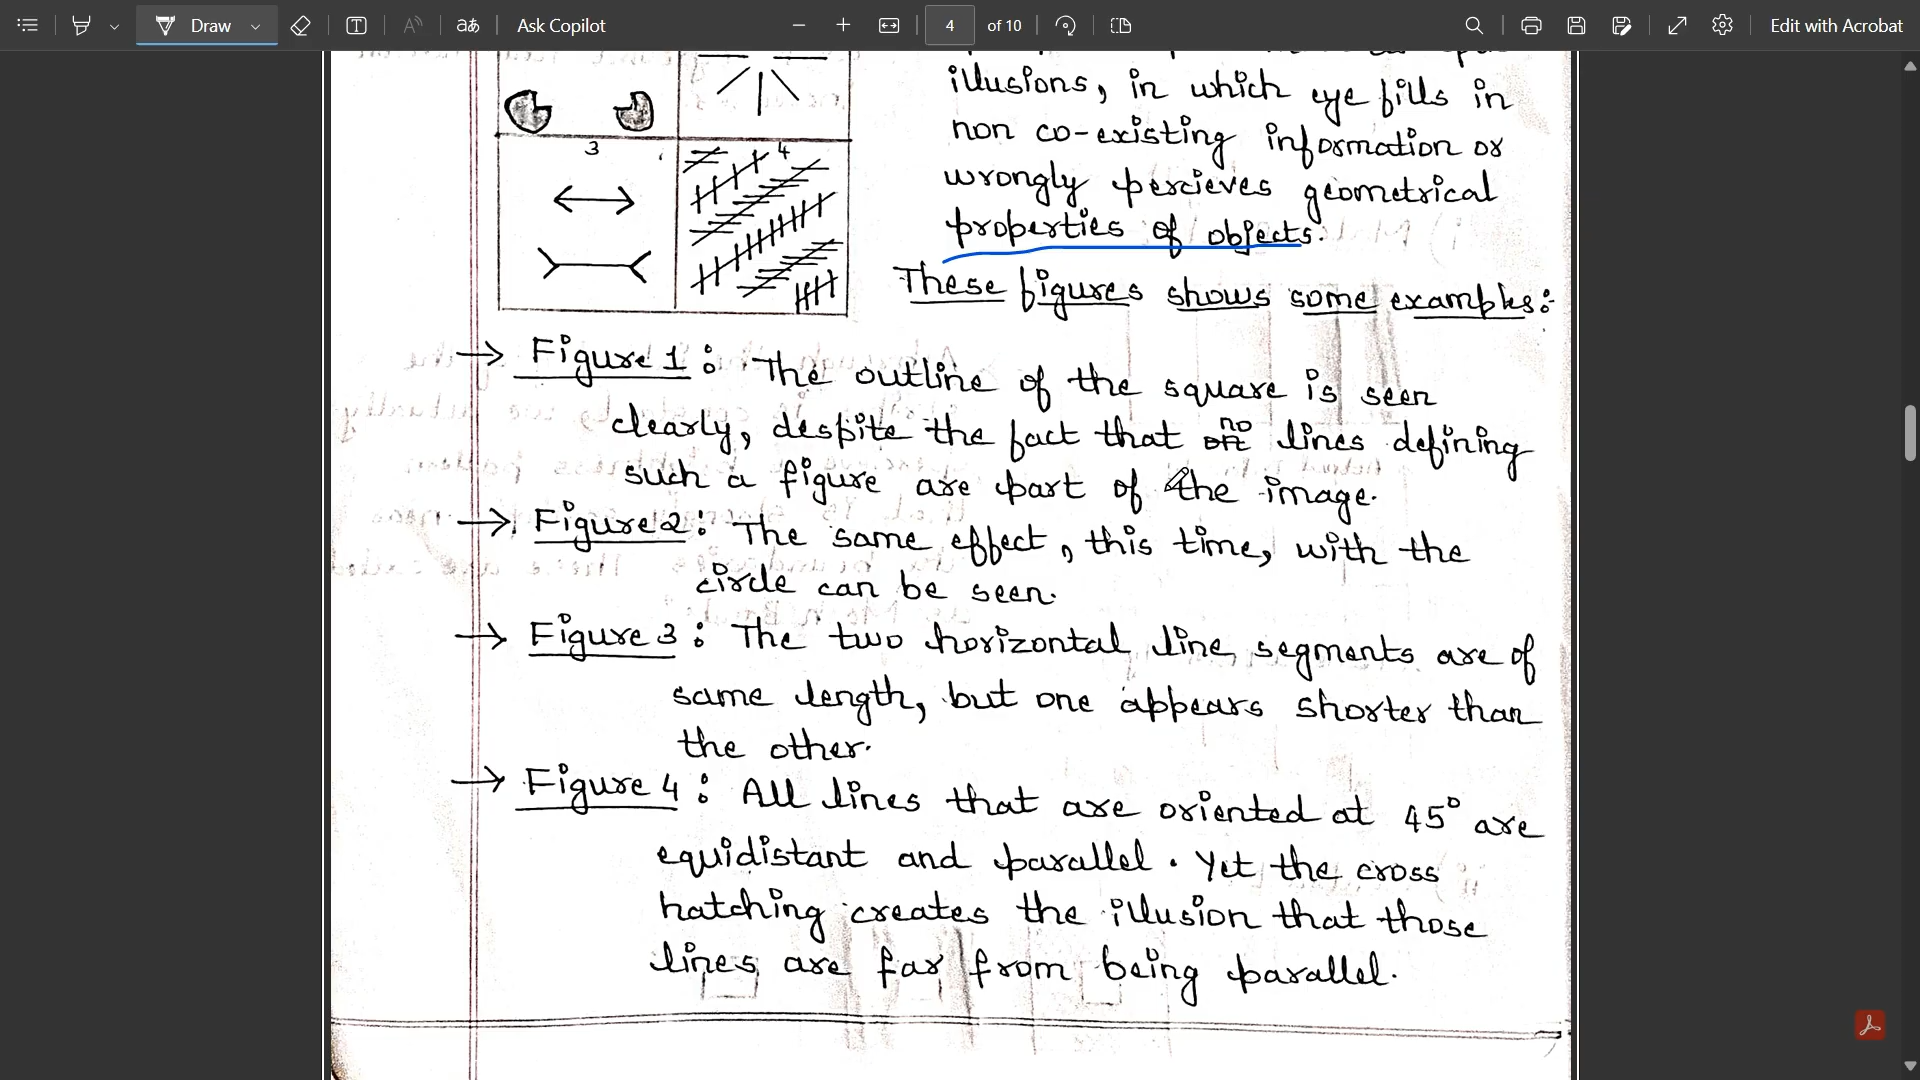 Draw
aあ
Ask Copilot
4
of 10
Edit with Acrobat
illusions, in which eye fills in
non co-existing information or
wrongly percieves geometrical
properties of objects.
3
4
These figures shows some examples:-
→ Figure 1: The outline of the square is seen
clearly, despite the fact that no lines defining
such a figure are part of the image.
→ Figure 2: The same effect, this time, with the
circle can be seen.
→ Figure 3: The two horizontal line segments are of
same length, but one appears shorter than
the other.
→ Figure 4: All lines that are oriented at 45° are
equidistant and parallel. Yet the cross
hatching creates the illusion that those
lines are far from being parallel.